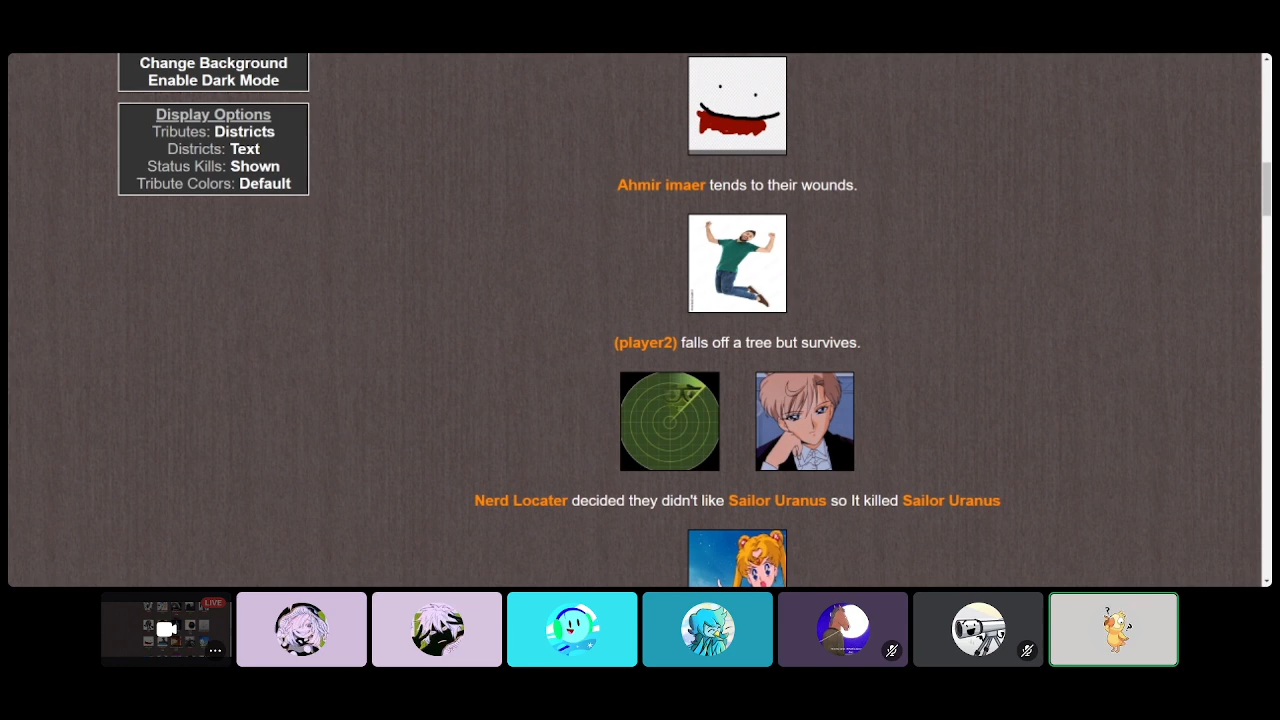 Change Background
Enable Dark Mode
Display Options
Tributes: Districts
Districts: Text
Status Kills: Shown
Tribute Colors: Default
Ahmir imaer tends to their wounds.
(player2) falls off a tree but survives.
Nerd Locater decided they didn't like Sailor Uranus so It killed Sailor Uranus
LIVE